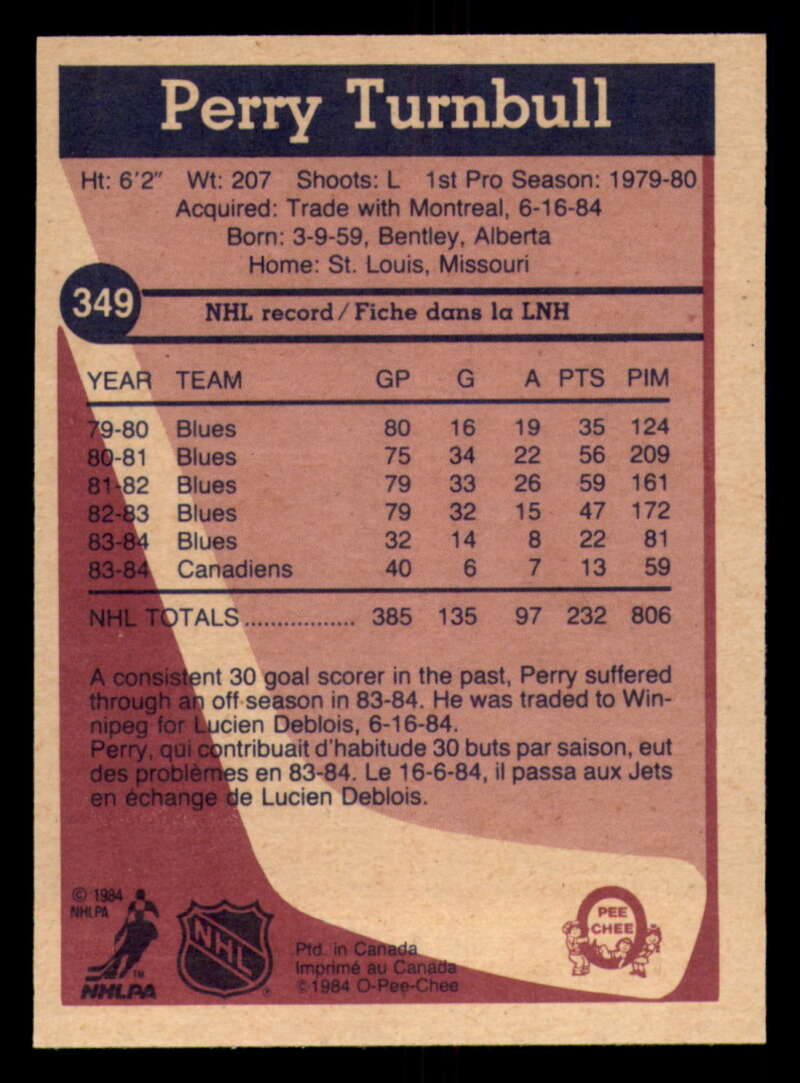 Perry Turnbull
Ht: 6'2" Wt: 207 Shoots: L 1st Pro Season: 1979-80
Acquired: Trade with Montreal, 6-16-84
Born: 3-9-59, Bentley, Alberta
Home: St. Louis, Missouri
349
NHL record/Fiche dans la LNH
YEAR TEAM GP G A PTS PIM
79-80 Blues 80 16 19 35 124
80-81 Blues 75 34 22 56 209
81-82 Blues 79 33 26 59 161
82-83 Blues 79 32 15 47 172
83-84 Blues 32 14 8 22 81
83-84 Canadiens 40 6 7 13 59
NHL TOTALS................. 385 135 97 232 806
A consistent 30 goal scorer in the past, Perry suffered
through an off season in 83-84. He was traded to Win-
nipeg for Lucien Deblois, 6-16-84.
Perry, qui contribuait d'habitude 30 buts par saison, eut
des problèmes en 83-84. Le 16-6-84, il passa aux Jets
en échange de Lucien Deblois.
© 1984
NHLPA
TM
NHLPA
NHL
®
Ptd. in Canada
Imprimé au Canada
©1984 O-Pee-Chee
O
PEE
CHEE